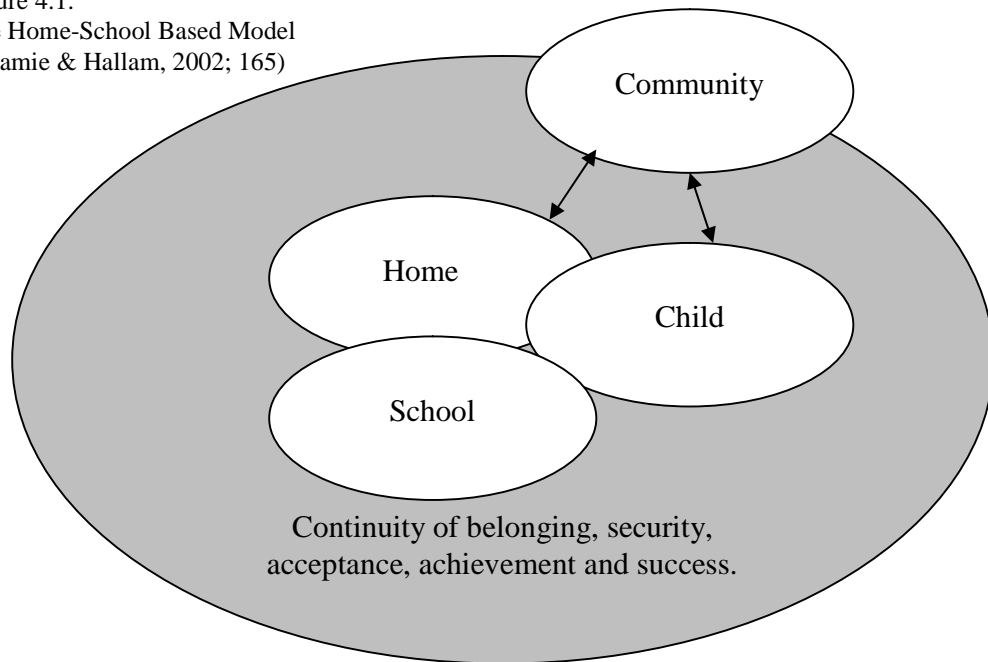 ure 4.1:
Home-School Based Model
amie & Hallam, 2002; 165)
Community
Home
Child
School
Continuity of belonging, security,
acceptance, achievement and success.